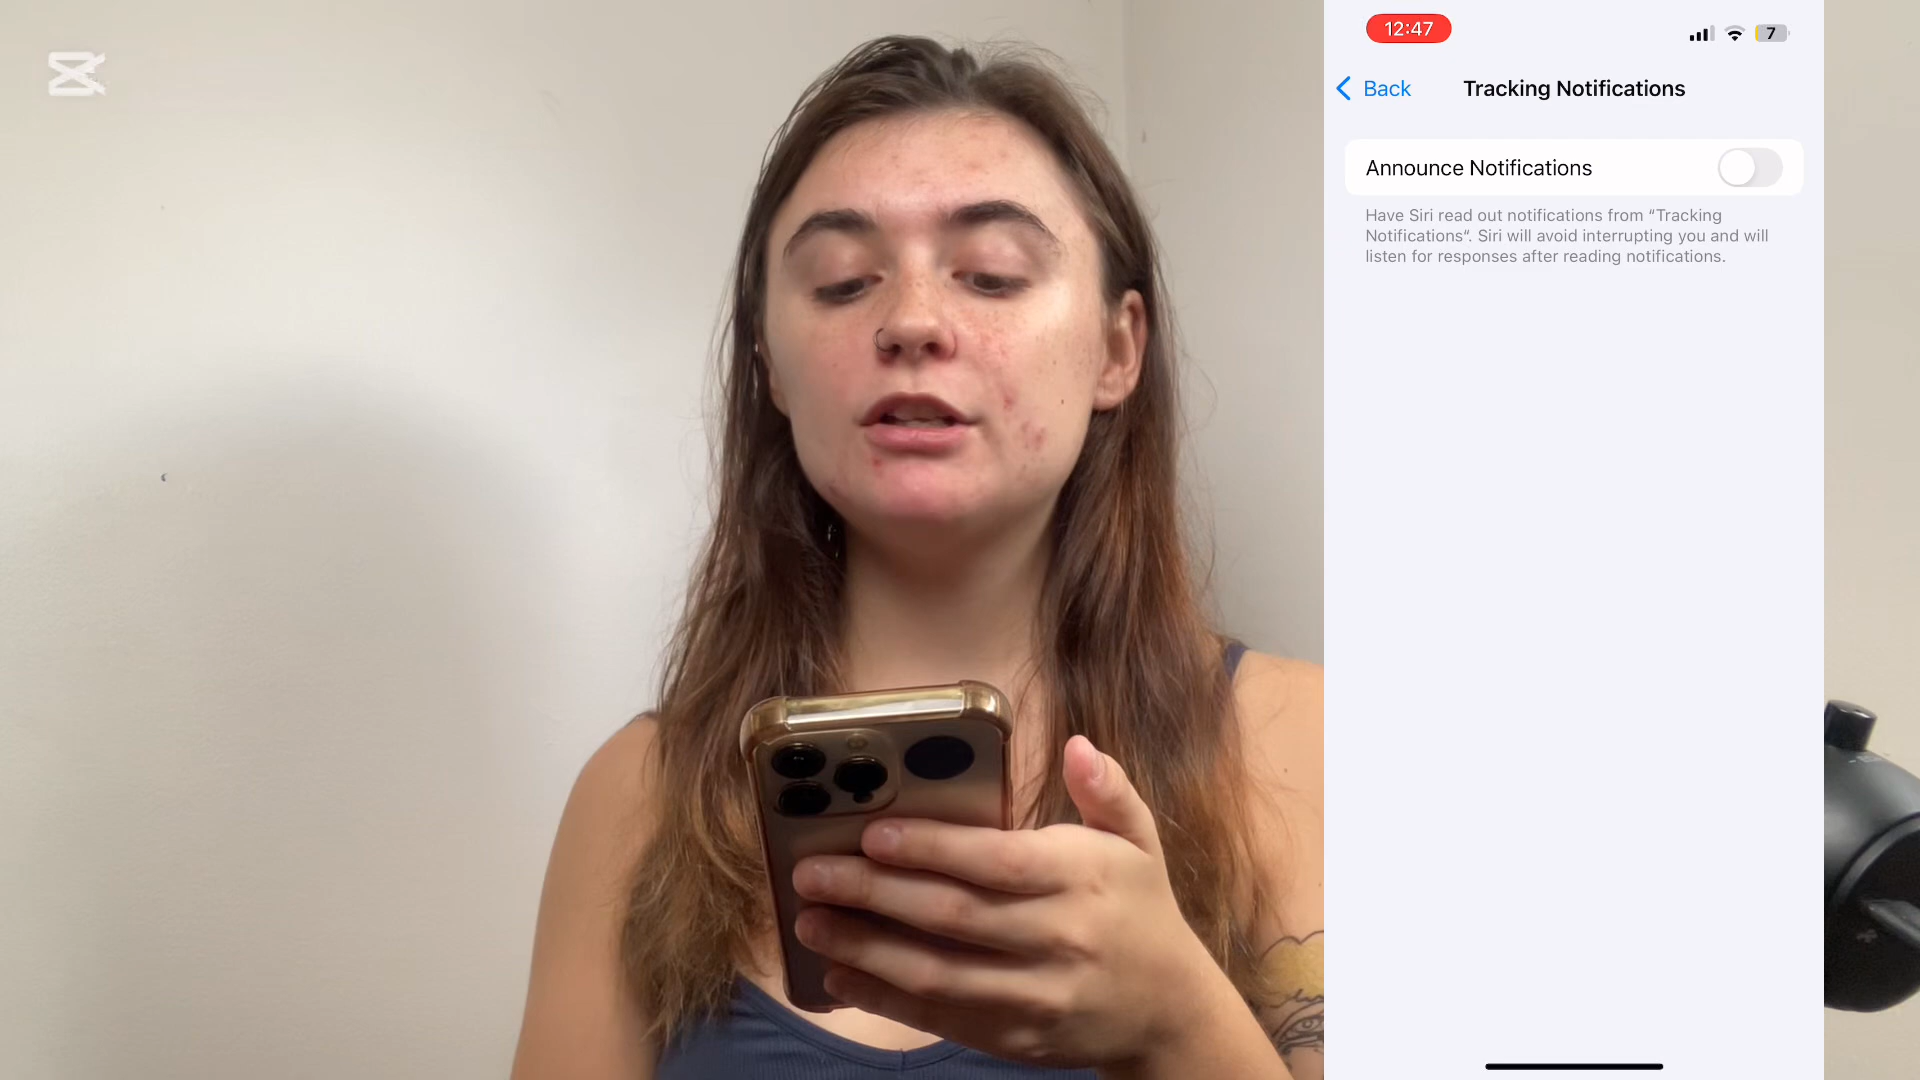 12:47
7
Back
Tracking Notifications
Announce Notifications
Have Siri read out notifications from “Tracking
Notifications“. Siri will avoid interrupting you and will
listen for responses after reading notifications.